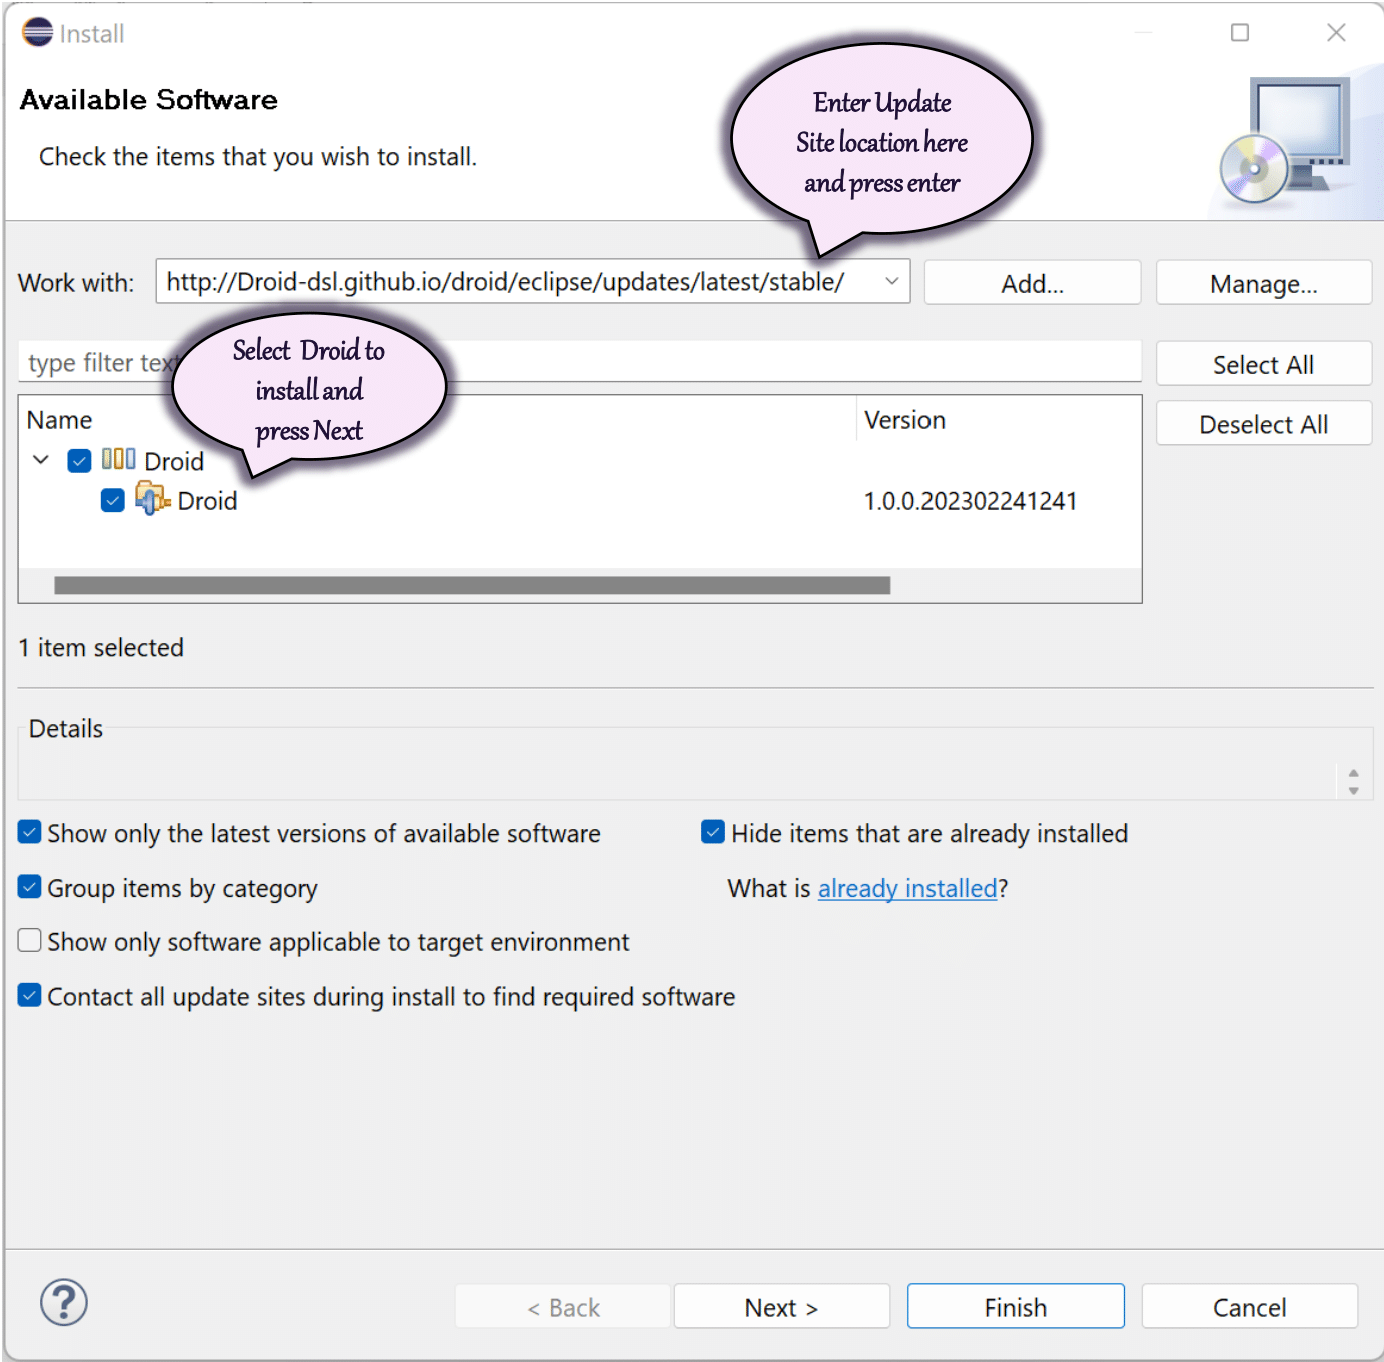 Install
Available Software
Check the items that you wish to install.
Enter Update
Site location here
and press enter
Work with:
http://Droid-dsl.github.io/droid/eclipse/updates/latest/stable/
Add...
Manage...
type filter text
Select Droid to
install and
press Next
Select All
Deselect All
Name
Version
Droid
Droid
1.0.0.202302241241
1 item selected
Details
Show only the latest versions of available software
Hide items that are already installed
Group items by category
What is already installed?
Show only software applicable to target environment
Contact all update sites during install to find required software
?
< Back
Next >
Finish
Cancel